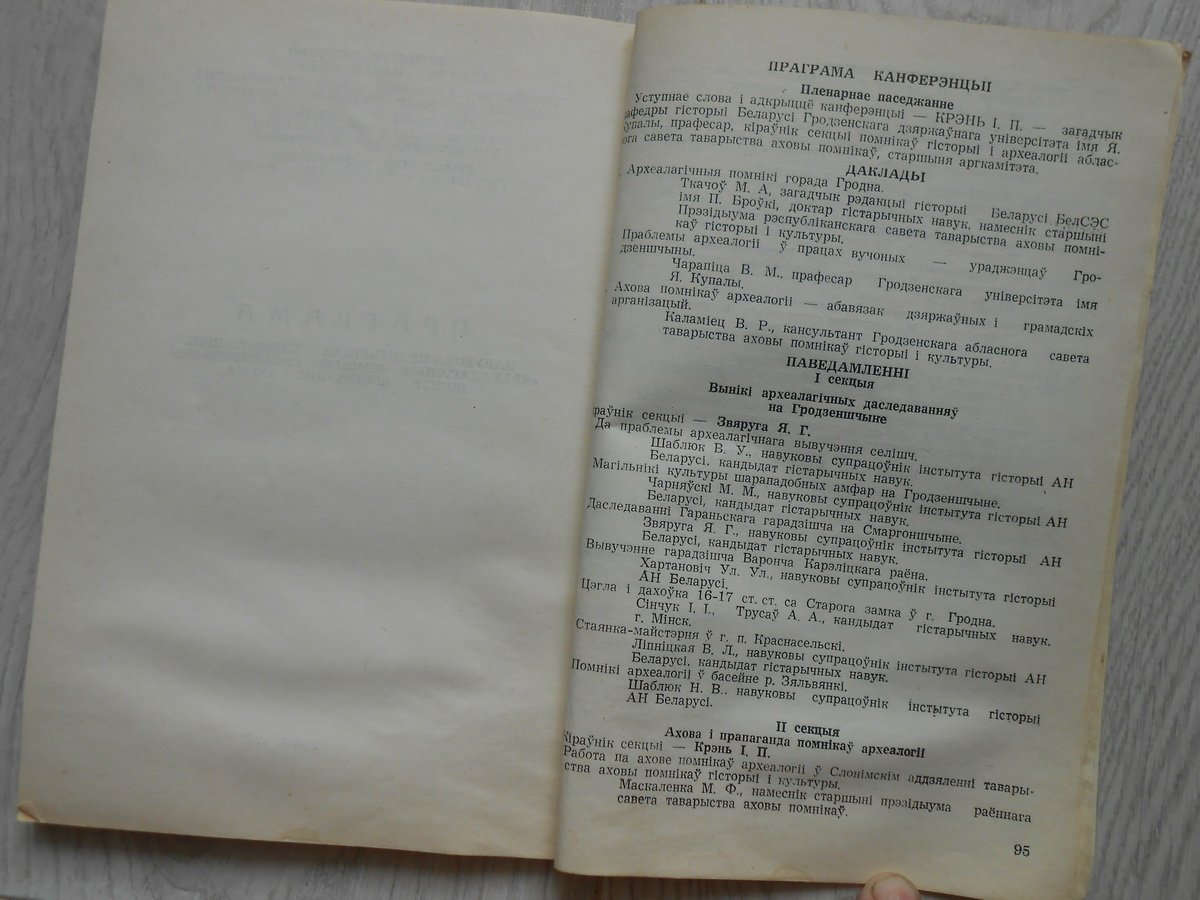 ПРАГРАМА КАНФЕРЭНЦЫІ
Пленарнае паседжанне
Уступнае слова і адкрыццё канферэнцыі — КРЭНЬ І. П. — загадчык
кафедры гісторыі Беларусі Гродзенскага дзяржаўнага універсітэта імя Я.
Купалы, прафесар, кіраўнік секцыі помнікаў гісторыі і археалогіі аблас-
нога савета таварыства аховы помнікаў, старшыня аргкамітэта.
ДАКЛАДЫ
Археалагічныя помнікі горада Гродна.
Ткачоў М. А, загадчык рэдакцыі гісторыі Беларусі БелСЭС
імя П. Броўкі, доктар гістарычных навук, намеснік старшыні
Прэзідыума рэспубліканскага савета таварыства аховы помні-
каў гісторыі і культуры.
Праблемы археалогіі ў працах вучоных — ураджэнцаў Гро-
дзеншчыны.
Чарапіца В. М., прафесар Гродзенскага універсітэта імя
Я. Купалы.
Ахова помнікаў археалогіі — абавязак дзяржаўных і грамадскіх
арганізацый.
Каламіец В. Р., кансультант Гродзенскага абласнога савета
таварыства аховы помнікаў гісторыі і культуры.
ПАВЕДАМЛЕННІ
І секцыя
Вынікі археалагічных даследаванняў
на Гродзеншчыне
раўнік секцыі — Звяруга Я. Г.
Да праблемы археалагічнага вывучэння селішч.
Шаблюк В. У., навуковы супрацоўнік інстытута гісторыі АН
Беларусі, кандыдат гістарычных навук.
Магільнікі культуры шарападобных амфар на Гродзеншчыне.
Чарняўскі М. М., навуковы супрацоўнік інстытута гісторыі АН
Беларусі, кандыдат гістарычных навук.
Даследаванні Гараньскага гарадзішча на Смаргоншчыне.
Звяруга Я. Г., навуковы супрацоўнік інстытута гісторыі АН
Беларусі, кандыдат гістарычных навук.
Вывучэнне гарадзішча Варонча Карэліцкага раёна.
Хартановіч Ул. Ул., навуковы супрацоўнік інстытута гісторыі
АН Беларусі.
Цэгла і дахоўка 16-17 ст. ст. са Старога замка ў г. Гродна.
Сінчук І. І., Трусаў А. А., кандыдат гістарычных навук.
г. Мінск.
Стаянка-майстэрня ў г. п. Краснасельскі.
Ліпніцкая В. Л., навуковы супрацоўнік інстытута гісторыі АН
Беларусі, кандыдат гістарычных навук.
Помнікі археалогіі ў басейне р. Зяльвянкі.
Шаблюк Н. В., навуковы супрацоўнік інстытута гісторыі
АН Беларусі.
ІІ секцыя
Ахова і прапаганда помнікаў археалогіі
Кіраўнік секцыі — Крэнь І. П.
Работа па ахове помнікаў археалогіі ў Слонімскім аддзяленні тавары-
ства аховы помнікаў гісторыі і культуры.
Маскаленка М. Ф., намеснік старшыні прэзідыума раённага
савета таварыства аховы помнікаў.
95